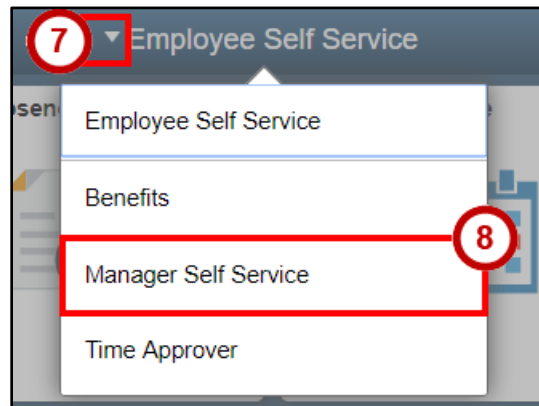 7 ▼ Employee Self Service
Employee Self Service
Benefits
8
Manager Self Service
Time Approver